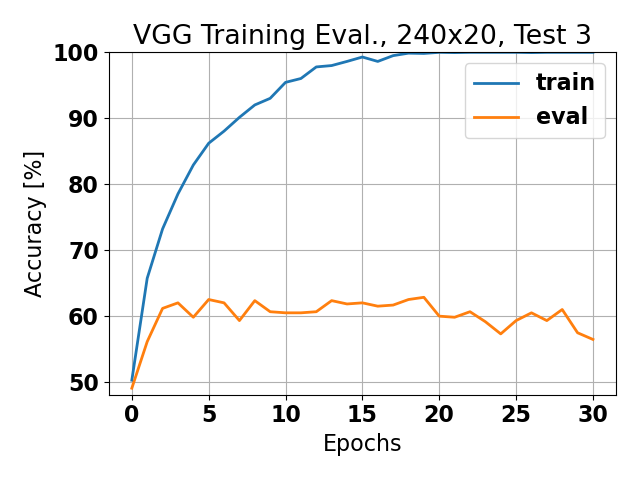 VGG Training Eval., 240x20, Test 3
100
90
80
70
60
50
Accuracy [%]
train
eval
0 5 10 15 20 25 30
Epochs